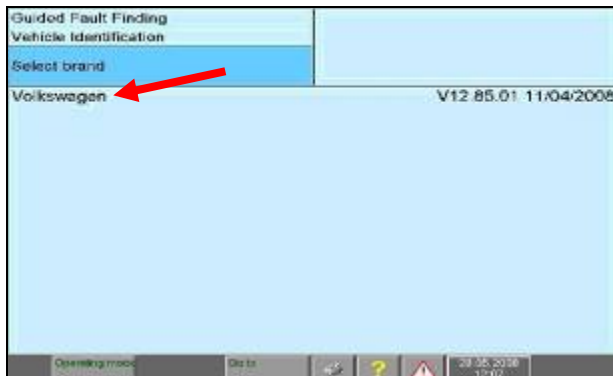 Guided Fault Finding
Vehicle Identification
Select brand
Volkswagen V12.85.01 11/04/2008
Operating mode Go to ?